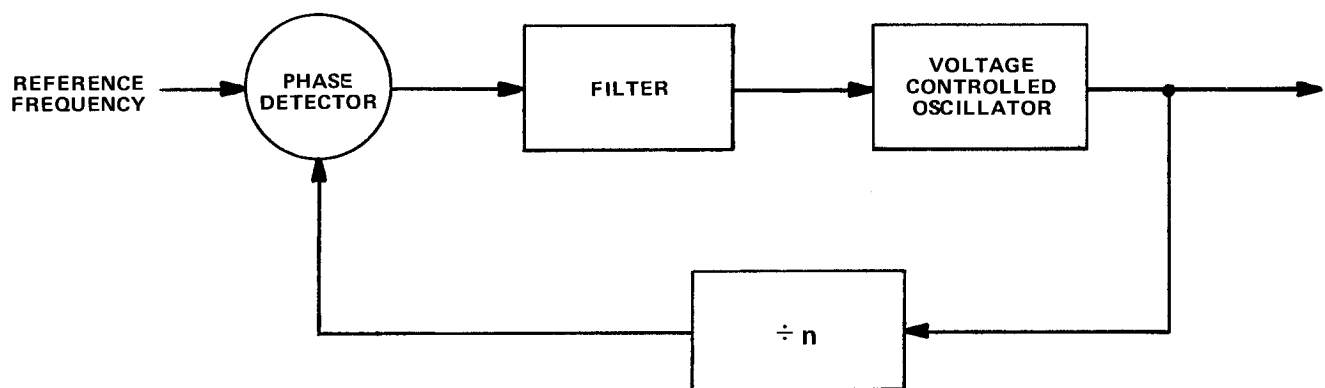 REFERENCE
FREQUENCY
PHASE
DETECTOR
FILTER
VOLTAGE
CONTROLLED
OSCILLATOR
÷ n